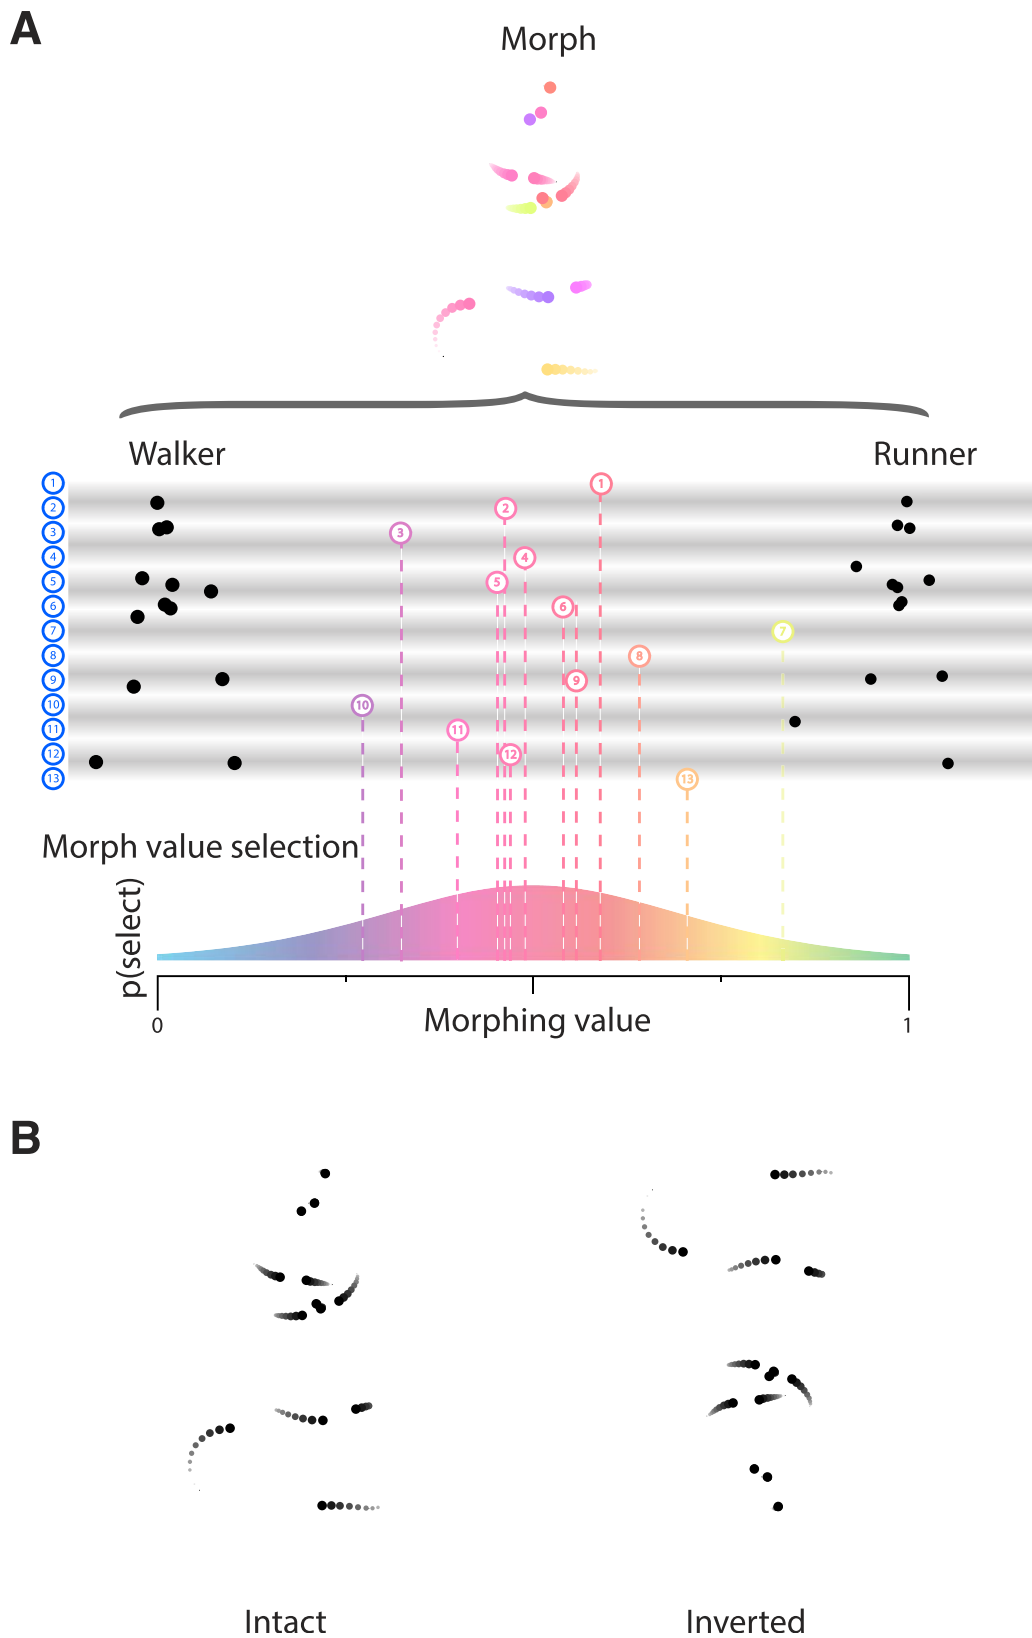 A
Morph
Walker
Runner
1
1
2
2
3
3
4
4
5
5
6
6
7
7
8
8
9
9
10
10
11
11
12
12
13
13
Morph value selection
p(select)
0
Morphing value
1
B
Intact
Inverted